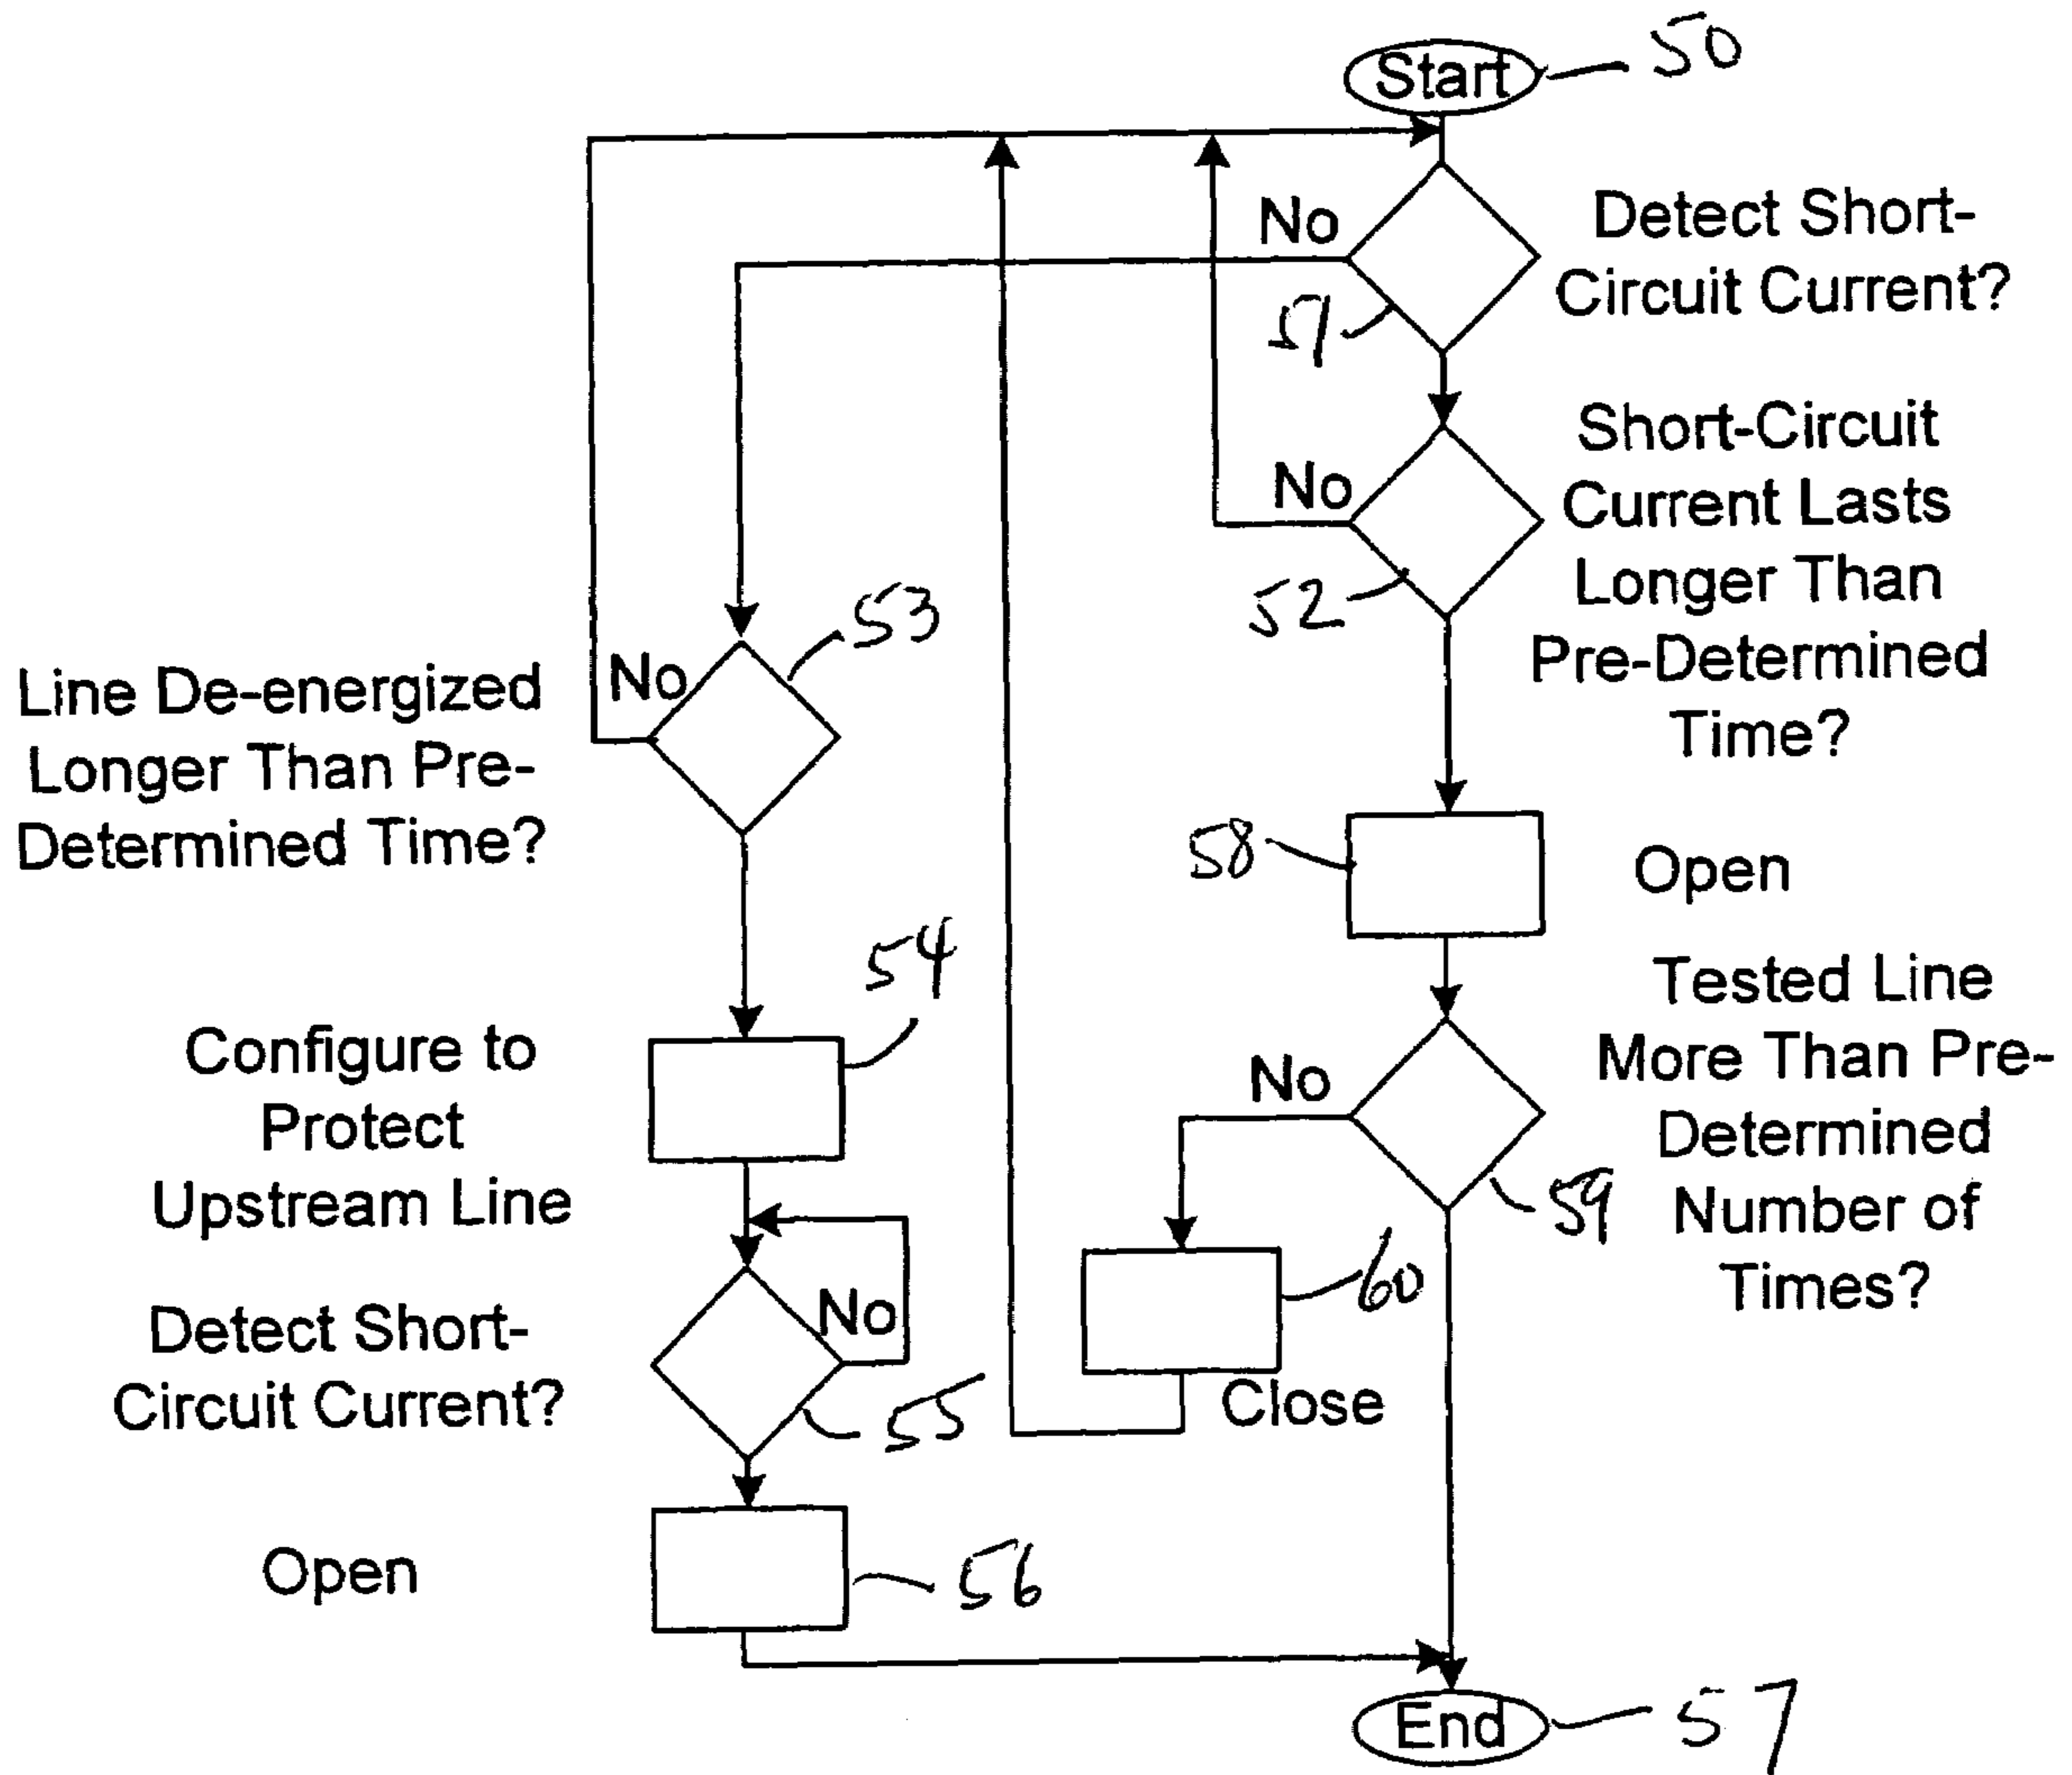 Start
50
No
Detect Short-
Circuit Current?
51
No
Short-Circuit
Current Lasts
Longer Than
Pre-Determined
Time?
52
53
No
Line De-energized
Longer Than Pre-
Determined Time?
58
Open
54
Configure to
Protect
Upstream Line
No
Tested Line
More Than Pre-
Determined
Number of
Times?
59
60
Close
No
Detect Short-
Circuit Current?
55
Open
56
End
57